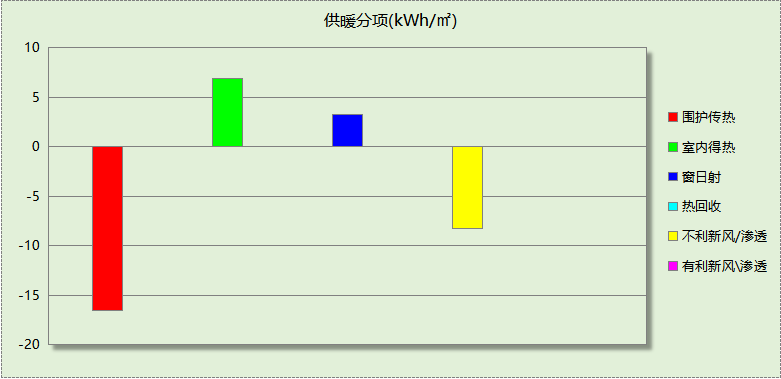 供暖分项(kWh/㎡)
10
5
0
-5
-10
-15
-20
围护传热
室内得热
窗日射
热回收
不利新风/渗透
有利新风\渗透